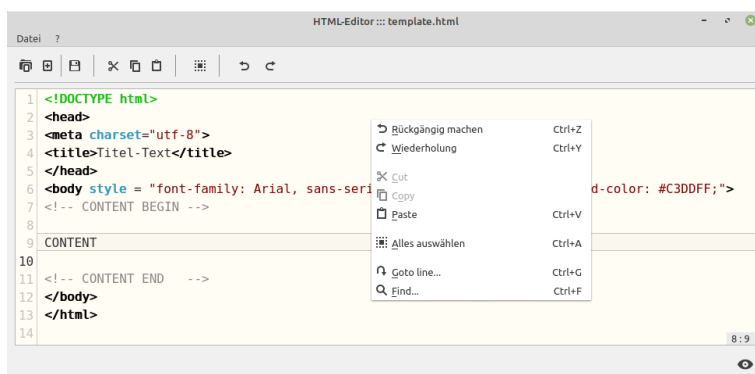 HTML-Editor ::: template.html
Datei ?
1 <!DOCTYPE html>
2 <head>
3 <meta charset="utf-8">
4 <title>Titel-Text</title>
5 </head>
6 <body style = "font-family: Arial, sans-seri d-color: #C3DDFF;">
7 <!-- CONTENT BEGIN -->
8
9 CONTENT
10
11 <!-- CONTENT END -->
12 </body>
13 </html>
14
Rückgängig machen Ctrl+Z
Wiederholung Ctrl+Y
Cut
Copy
Paste Ctrl+V
Alles auswählen Ctrl+A
Goto line... Ctrl+G
Find... Ctrl+F
8:9